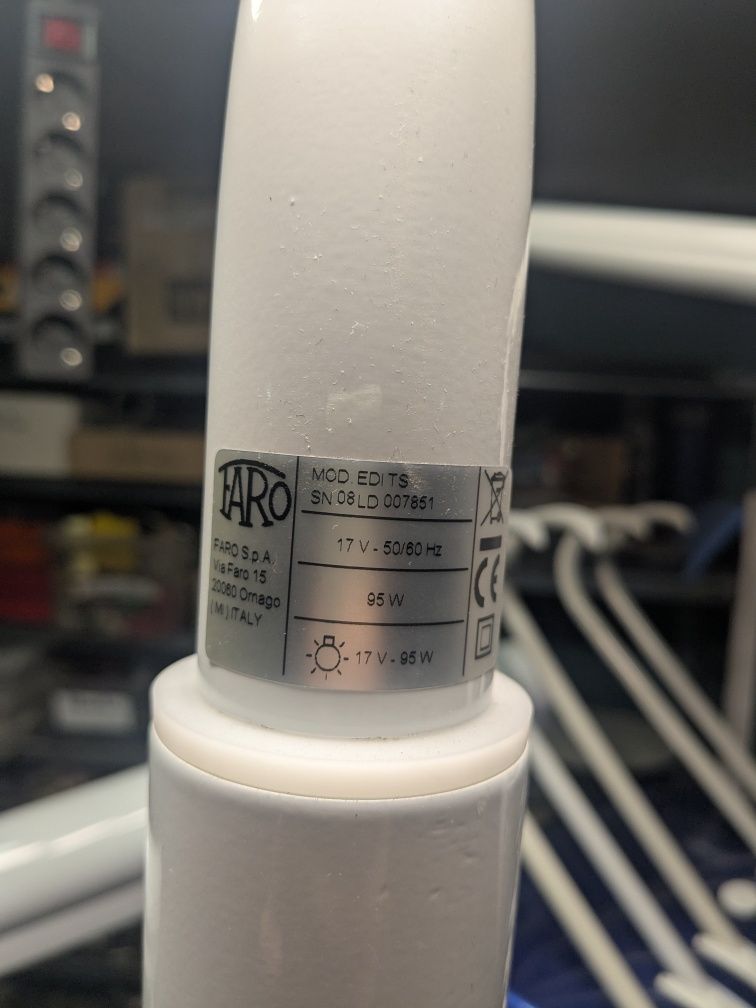 FARO
FARO S.p.A.
Via Faro 15
20060 Ornago
( MI ) ITALY
MOD. EDI TS
SN 08 LD 007851
17 V - 50/60 Hz
95 W
17 V - 95 W
CE